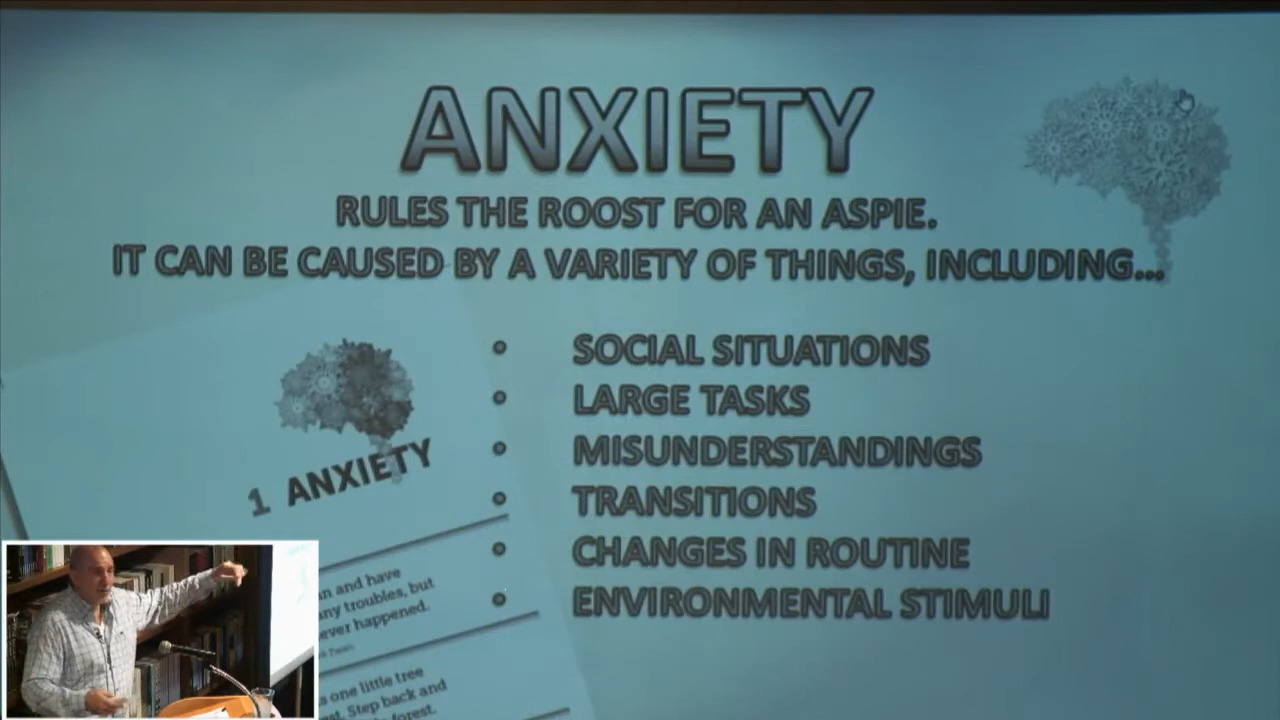 ANXIETY
RULES THE ROOST FOR AN ASPIE.
IT CAN BE CAUSED BY A VARIETY OF THINGS, INCLUDING...
• SOCIAL SITUATIONS
• LARGE TASKS
• MISUNDERSTANDINGS
• TRANSITIONS
• CHANGES IN ROUTINE
• ENVIRONMENTAL STIMULI
1 ANXIETY
and have
troubles, but
happened.
one little tree
Step back and
forest.